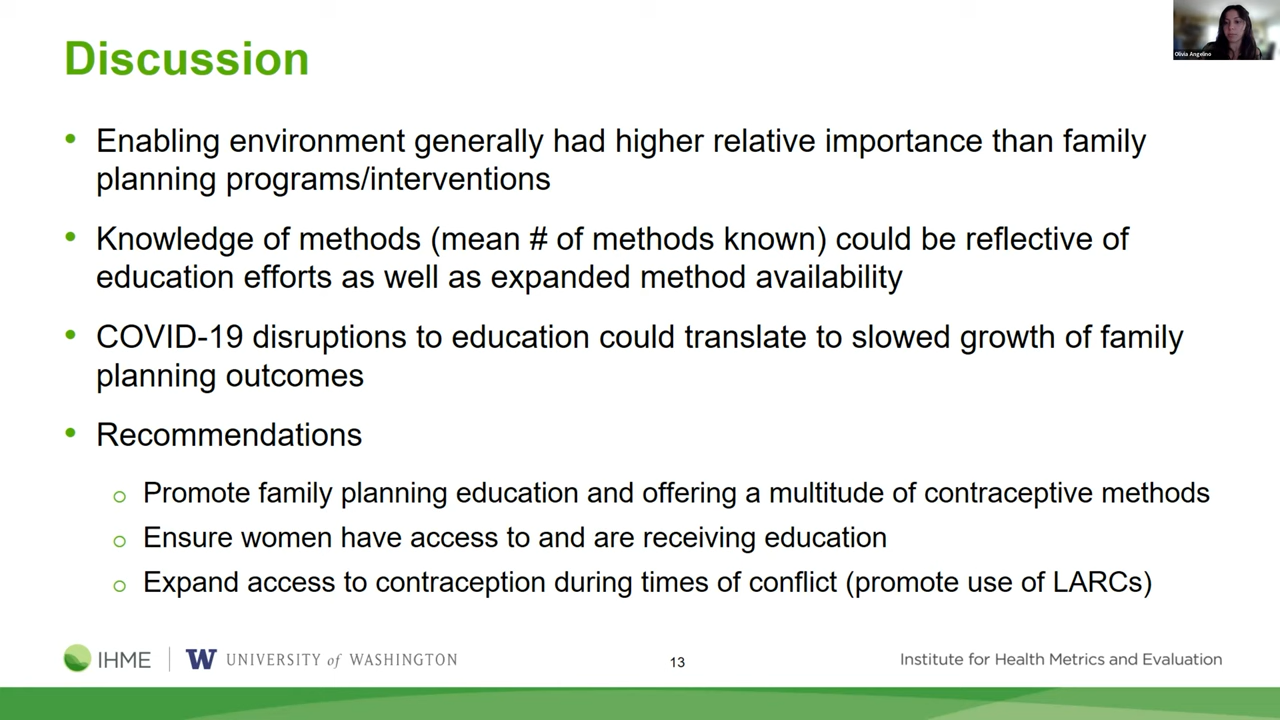 Discussion
Olivia Angelino
• Enabling environment generally had higher relative importance than family
planning programs/interventions
• Knowledge of methods (mean # of methods known) could be reflective of
education efforts as well as expanded method availability
• COVID-19 disruptions to education could translate to slowed growth of family
planning outcomes
• Recommendations
o Promote family planning education and offering a multitude of contraceptive methods
o Ensure women have access to and are receiving education
o Expand access to contraception during times of conflict (promote use of LARCs)
IHME | W UNIVERSITY of WASHINGTON
13
Institute for Health Metrics and Evaluation